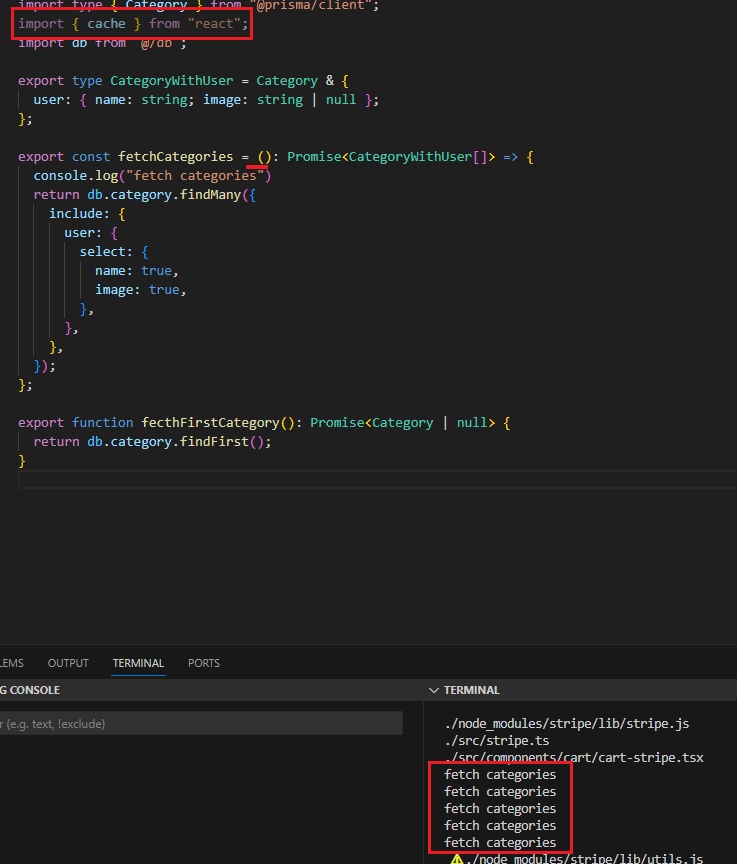 import type { Category } from "@prisma/client";
import { cache } from "react";
import db from "@/db";
export type CategoryWithUser = Category & {
user: { name: string; image: string | null };
};
export const fetchCategories = (): Promise<CategoryWithUser[]> => {
console.log("fetch categories")
return db.category.findMany({
include: {
user: {
select: {
name: true,
image: true,
},
},
},
});
};
export function fecthFirstCategory(): Promise<Category | null> {
return db.category.findFirst();
}
LEMS OUTPUT TERMINAL PORTS
G CONSOLE
TERMINAL
r (e.g. text, !exclude)
./node_modules/stripe/lib/stripe.js
./src/stripe.ts
./src/components/cart/cart-stripe.tsx
fetch categories
fetch categories
fetch categories
fetch categories
fetch categories
./node_modules/stripe/lib/utils.js